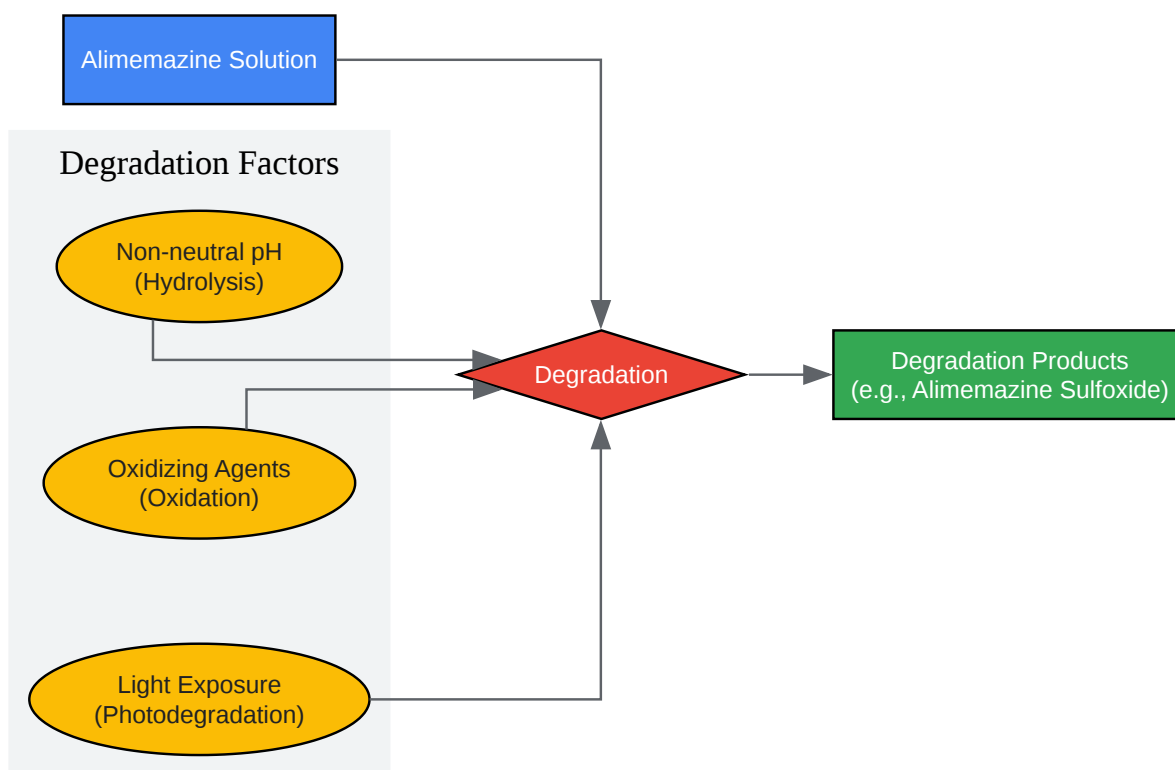 Alimemazine Solution
Degradation Factors
Non-neutral pH
(Hydrolysis)
Oxidizing Agents
(Oxidation)
Light Exposure
(Photodegradation)
Degradation
Degradation Products
(e.g., Alimemazine Sulfoxide)